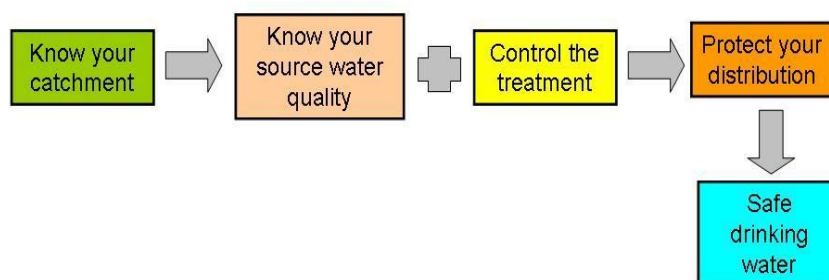 Know your
catchment
Know your
source water
quality
Control the
treatment
Protect your
distribution
Safe
drinking
water